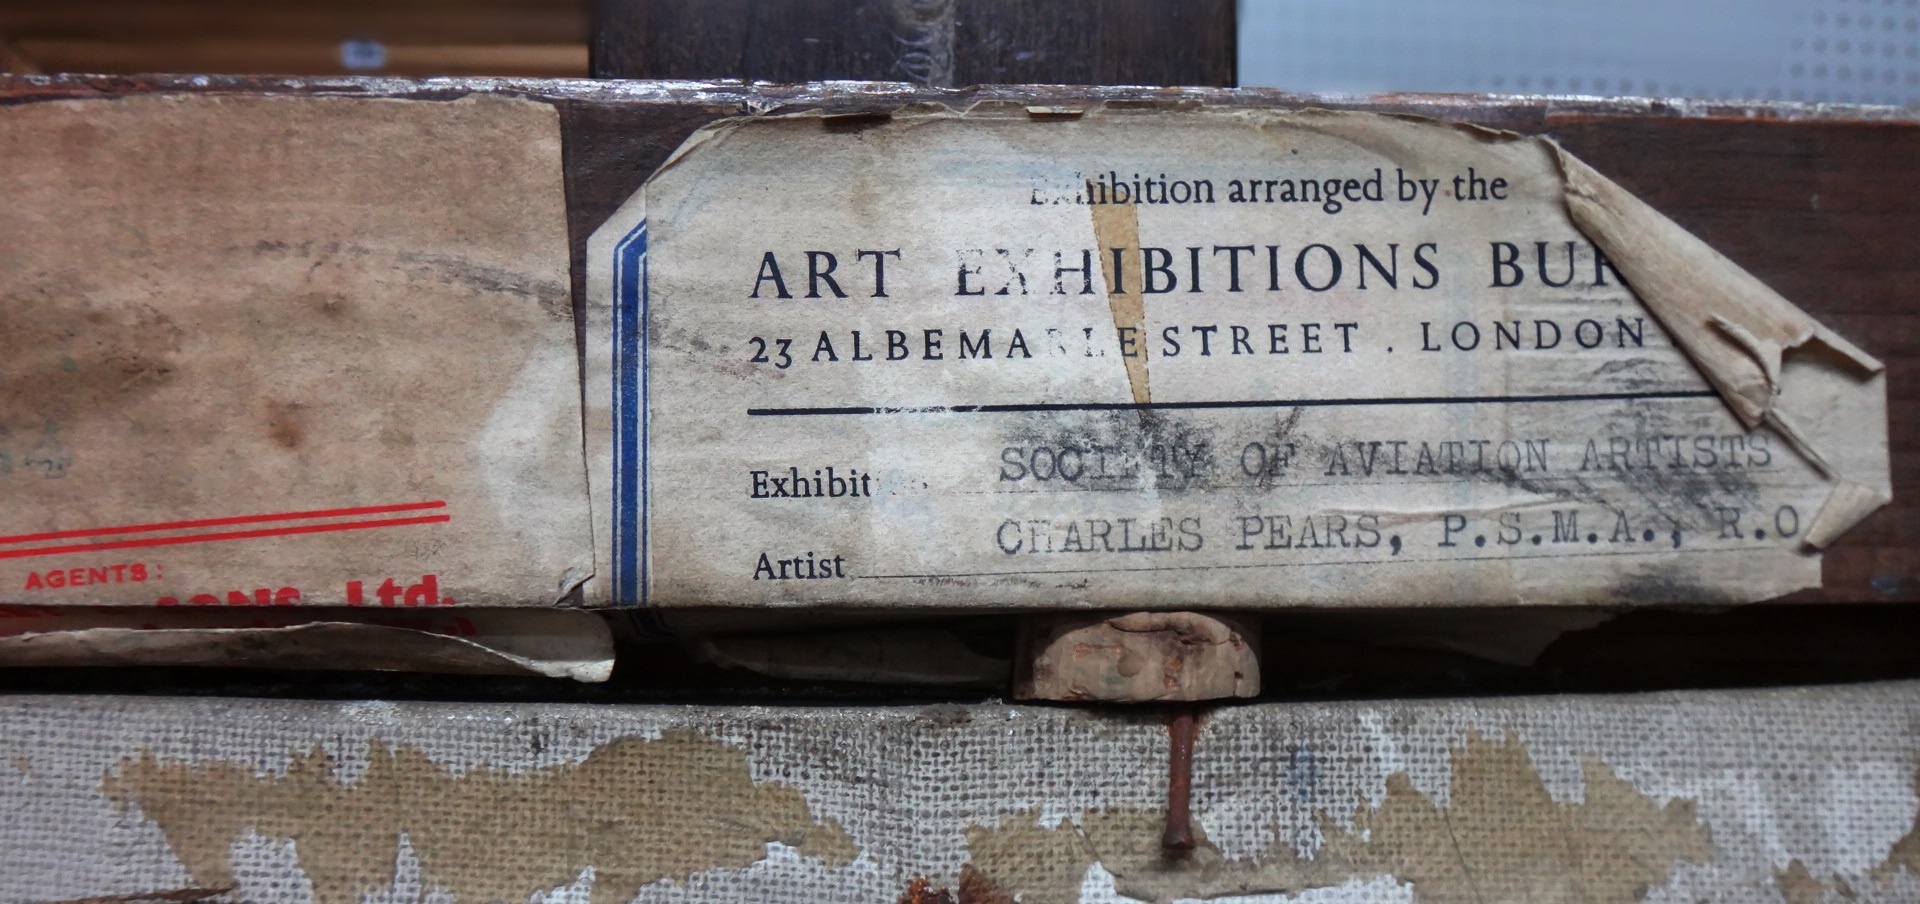 AGENTS:
SONS, Ltd.
Exhibition arranged by the
ART EXHIBITIONS BUR
23 ALBEMARLE STREET . LONDON
Exhibit
SOCIETY OF AVIATION ARTISTS
Artist
CHARLES PEARS, P.S.M.A., R.O